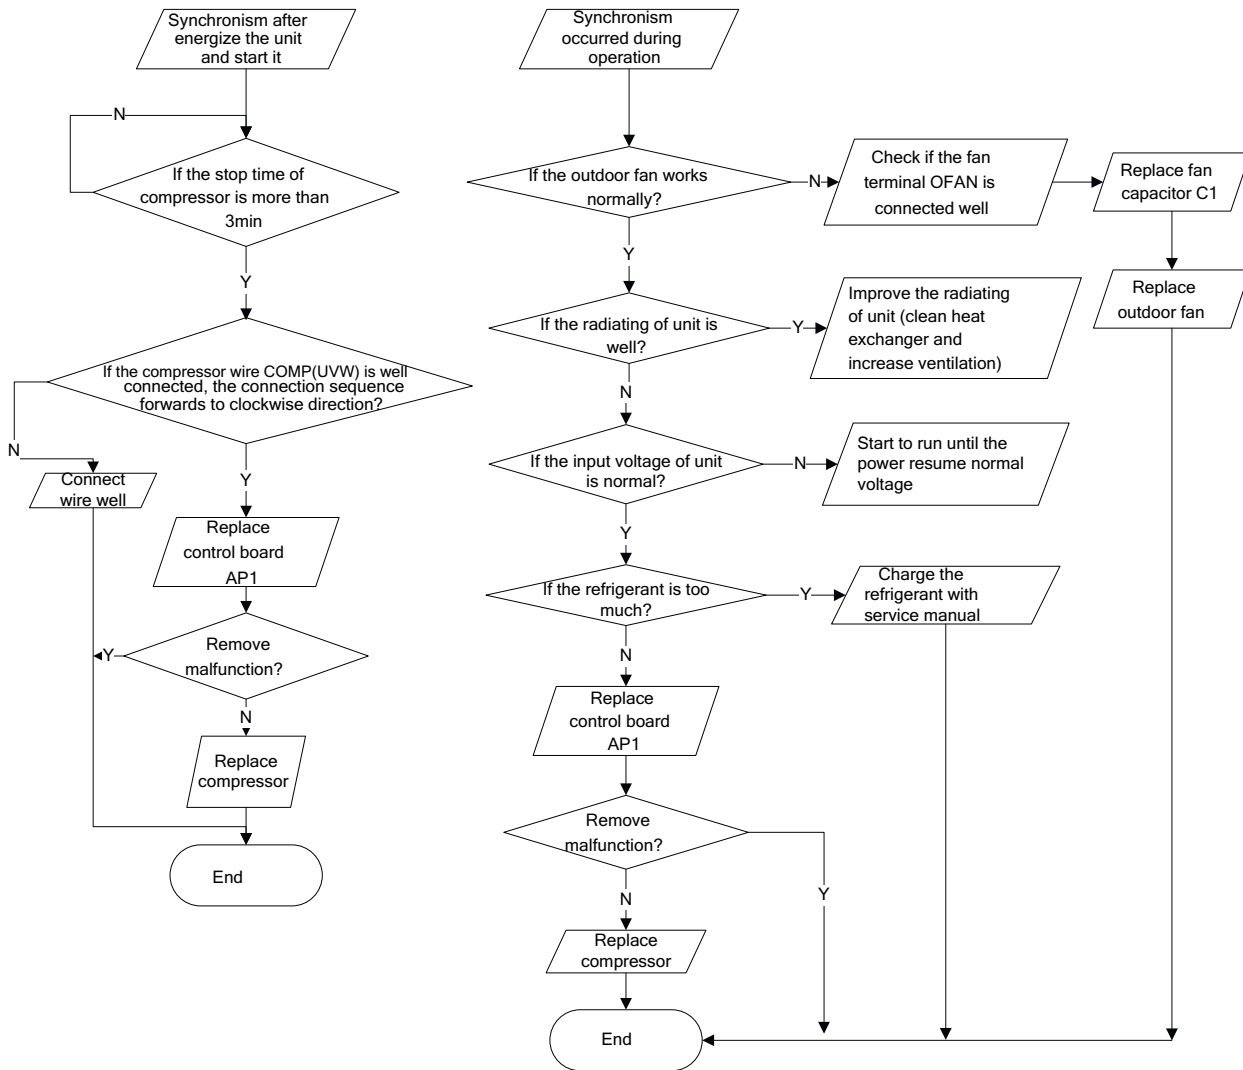 Synchronism after
energize the unit
and start it
N
If the stop time of
compressor is more than
3min
Y
If the compressor wire COMP(UVW) is well
connected, the connection sequence
forwards to clockwise direction?
N
Connect
wire well
Y
Replace
control board
AP1
Remove
malfunction?
Y
N
Replace
compressor
End
Synchronism
occurred during
operation
If the outdoor fan works
normally?
N
Check if the fan
terminal OFAN is
connected well
Replace fan
capacitor C1
Replace
outdoor fan
Y
If the radiating of unit is
well?
Y
Improve the radiating
of unit (clean heat
exchanger and
increase ventilation)
N
If the input voltage of unit
is normal?
N
Start to run until the
power resume normal
voltage
Y
If the refrigerant is too
much?
Y
Charge the
refrigerant with
service manual
N
Replace
control board
AP1
Remove
malfunction?
Y
N
Replace
compressor
End